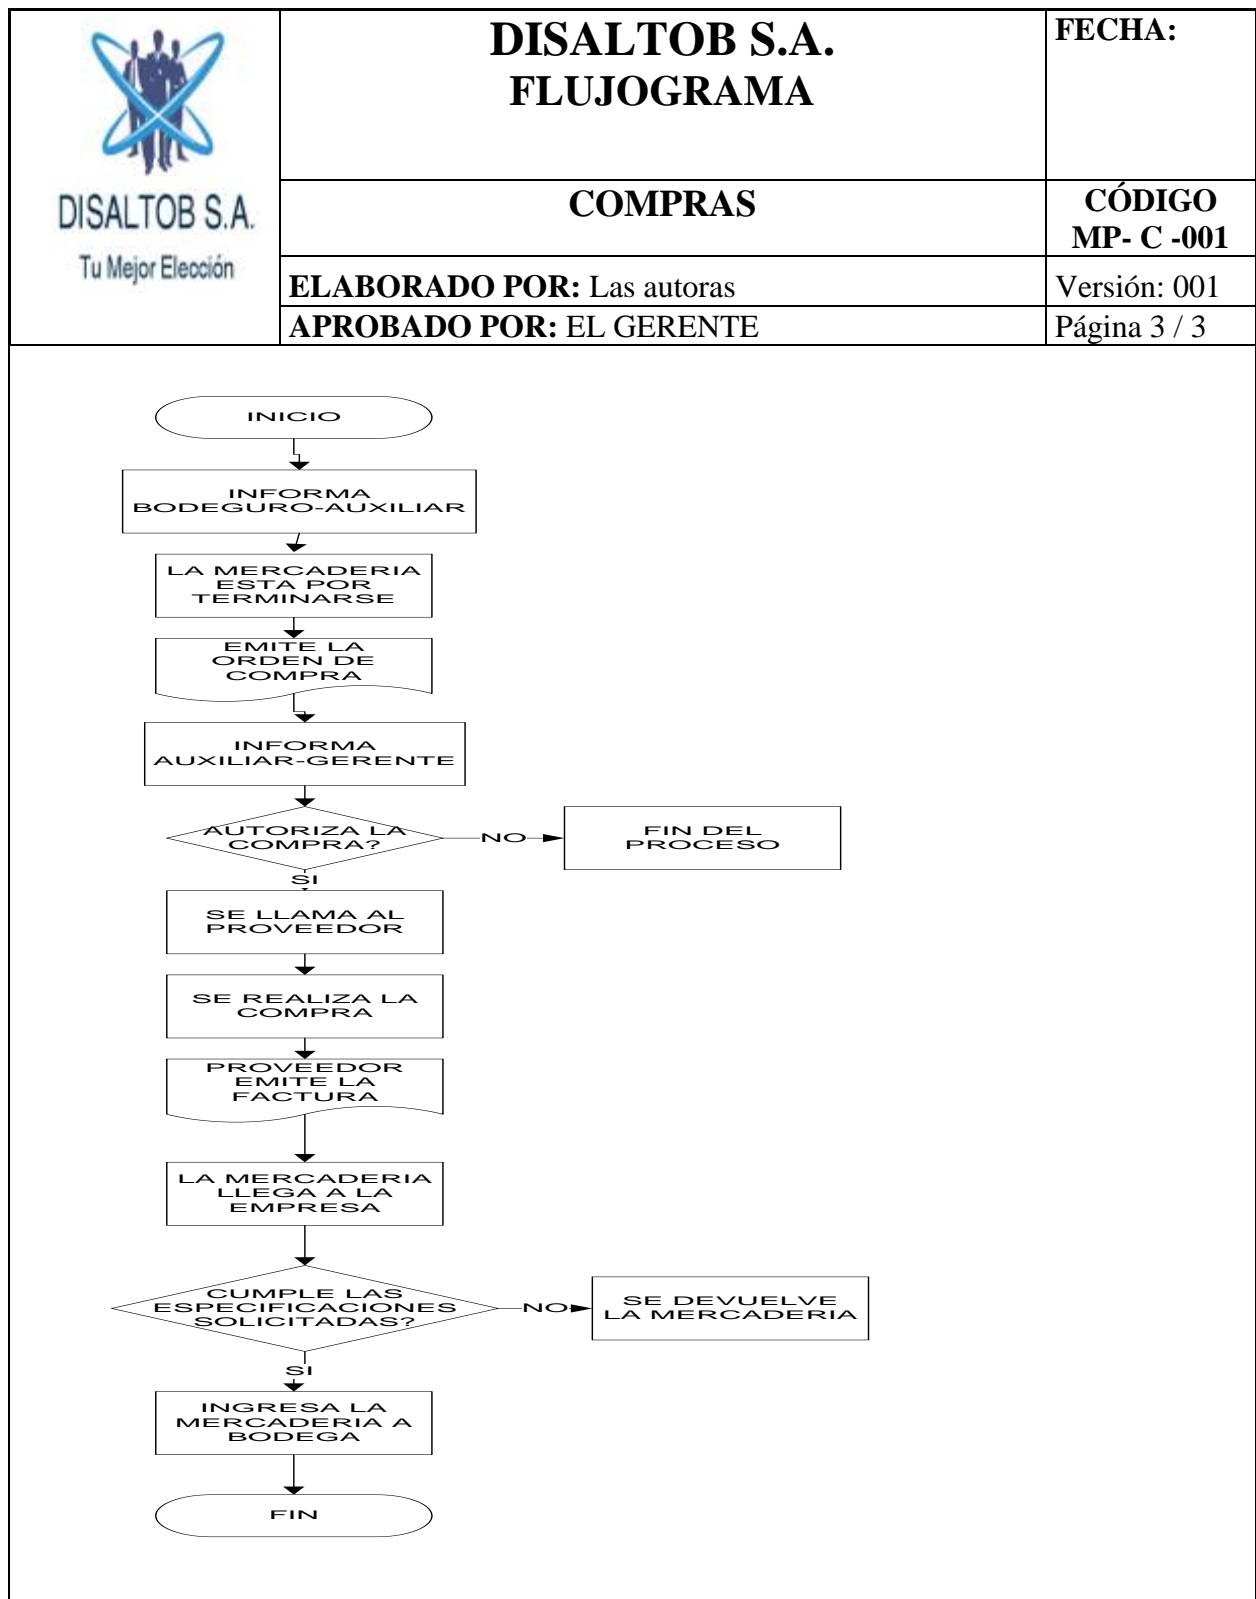 DISALTOB S.A.
Tu Mejor Elección
DISALTOB S.A.
FLUJOGRAMA
FECHA:
COMPRAS
CÓDIGO
MP- C -001
ELABORADO POR: Las autoras
Versión: 001
APROBADO POR: EL GERENTE
Página 3 / 3
INICIO
INFORMA
BODEGURO-AUXILIAR
LA MERCADERIA
ESTA POR
TERMINARSE
EMITE LA
ORDEN DE
COMPRA
INFORMA
AUXILIAR-GERENTE
AUTORIZA LA
COMPRA?
NO
FIN DEL
PROCESO
SI
SE LLAMA AL
PROVEEDOR
SE REALIZA LA
COMPRA
PROVEEDOR
EMITE LA
FACTURA
LA MERCADERIA
LLEGA A LA
EMPRESA
CUMPLE LAS
ESPECIFICACIONES
SOLICITADAS?
NO
SE DEVUELVE
LA MERCADERIA
SI
INGRESA LA
MERCADERIA A
BODEGA
FIN